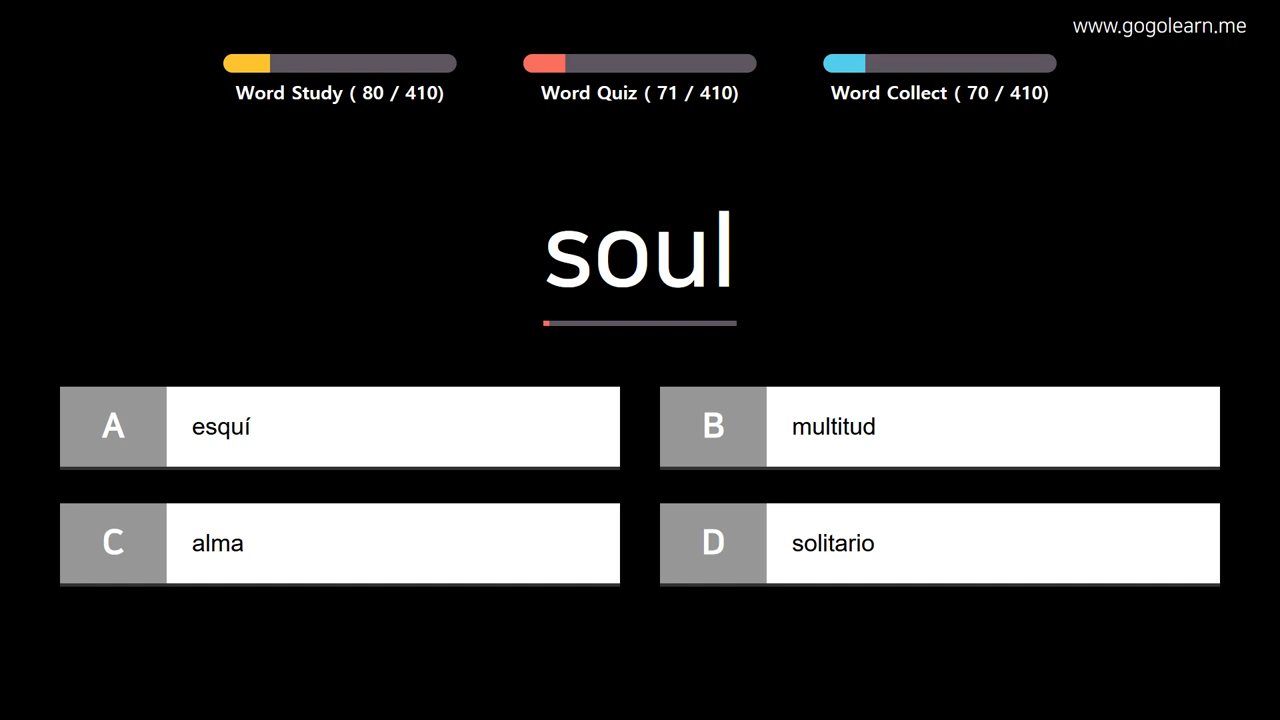 www.gogolearn.me
Word Study ( 80 / 410)
Word Quiz ( 71 / 410)
Word Collect ( 70 / 410)
soul
A esquí
B multitud
C alma
D solitario